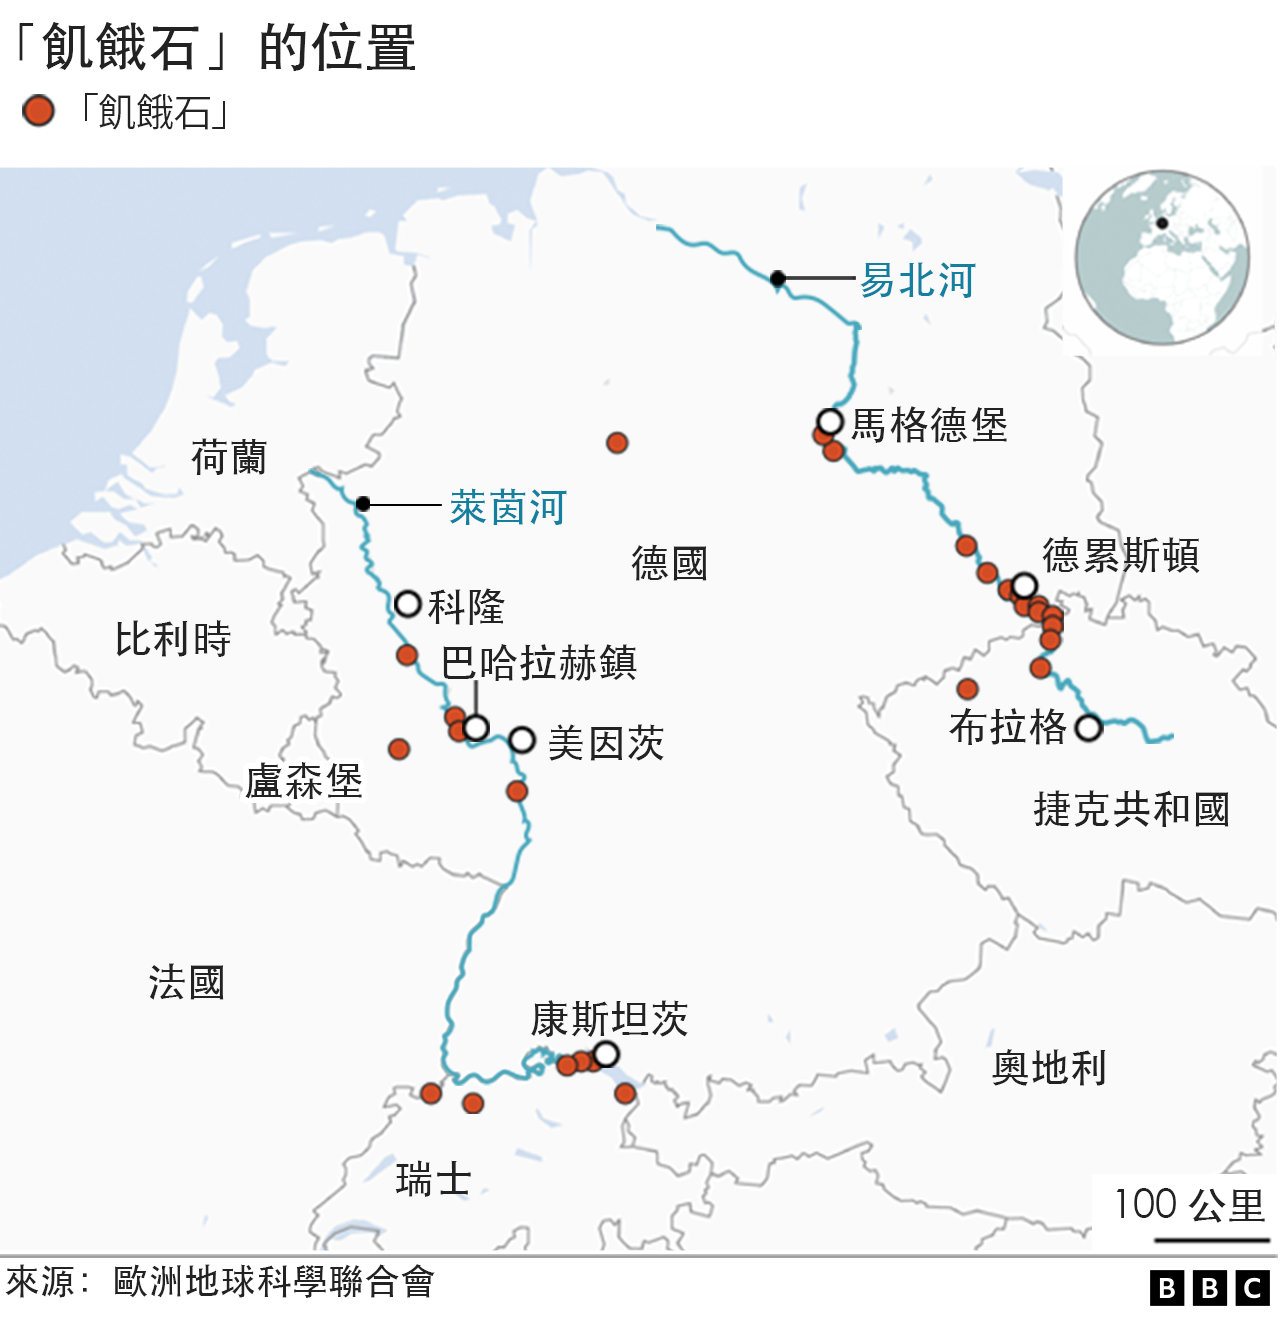 「飢餓石」的位置
「飢餓石」
易北河
馬格德堡
荷蘭
萊茵河
德國
德累斯頓
科隆
比利時
巴哈拉赫鎮
布拉格
美因茨
盧森堡
捷克共和國
法國
康斯坦茨
奧地利
瑞士
100 公里
來源：歐洲地球科學聯合會
BBC